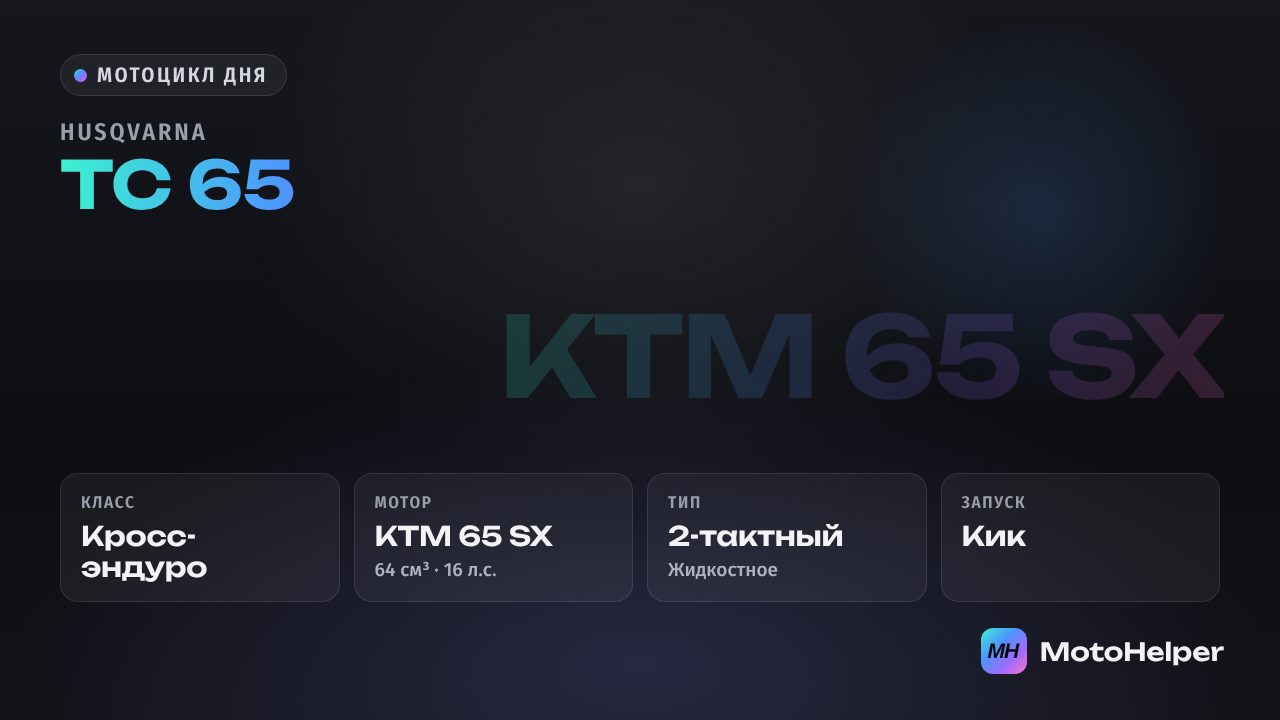 МОТОЦИКЛ ДНЯ
HUSQVARNA
TC 65
KTM 65 SX
КЛАСС
Кросс-
эндуро
МОТОР
KTM 65 SX
64 см³ · 16 л.с.
ТИП
2-тактный
Жидкостное
ЗАПУСК
Кик
MH MotoHelper